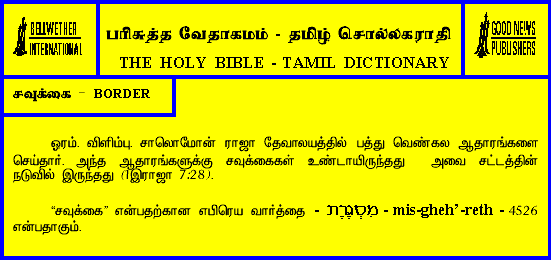 BELLWETHER
INTERNATIONAL
பரிசுத்த வேதாகமம் - தமிழ் சொல்லகராதி
THE HOLY BIBLE - TAMIL DICTIONARY
GOOD NEWS
PUBLISHERS
சவுக்கை - BORDER
ஓரம். விளிம்பு. சாலொமோன் ராஜா தேவாலயத்தில் பத்து வெண்கல ஆதாரங்களை
செய்தார். அந்த ஆதாரங்களுக்கு சவுக்கைகள் உண்டாயிருந்தது அவை சட்டத்தின்
நடுவில் இருந்தது (1இராஜா 7:28).
“சவுக்கை” என்பதற்கான எபிரெய வார்த்தை - מִסְגֶּרֶת - mis-gheh’-reth - 4526
என்பதாகும்.